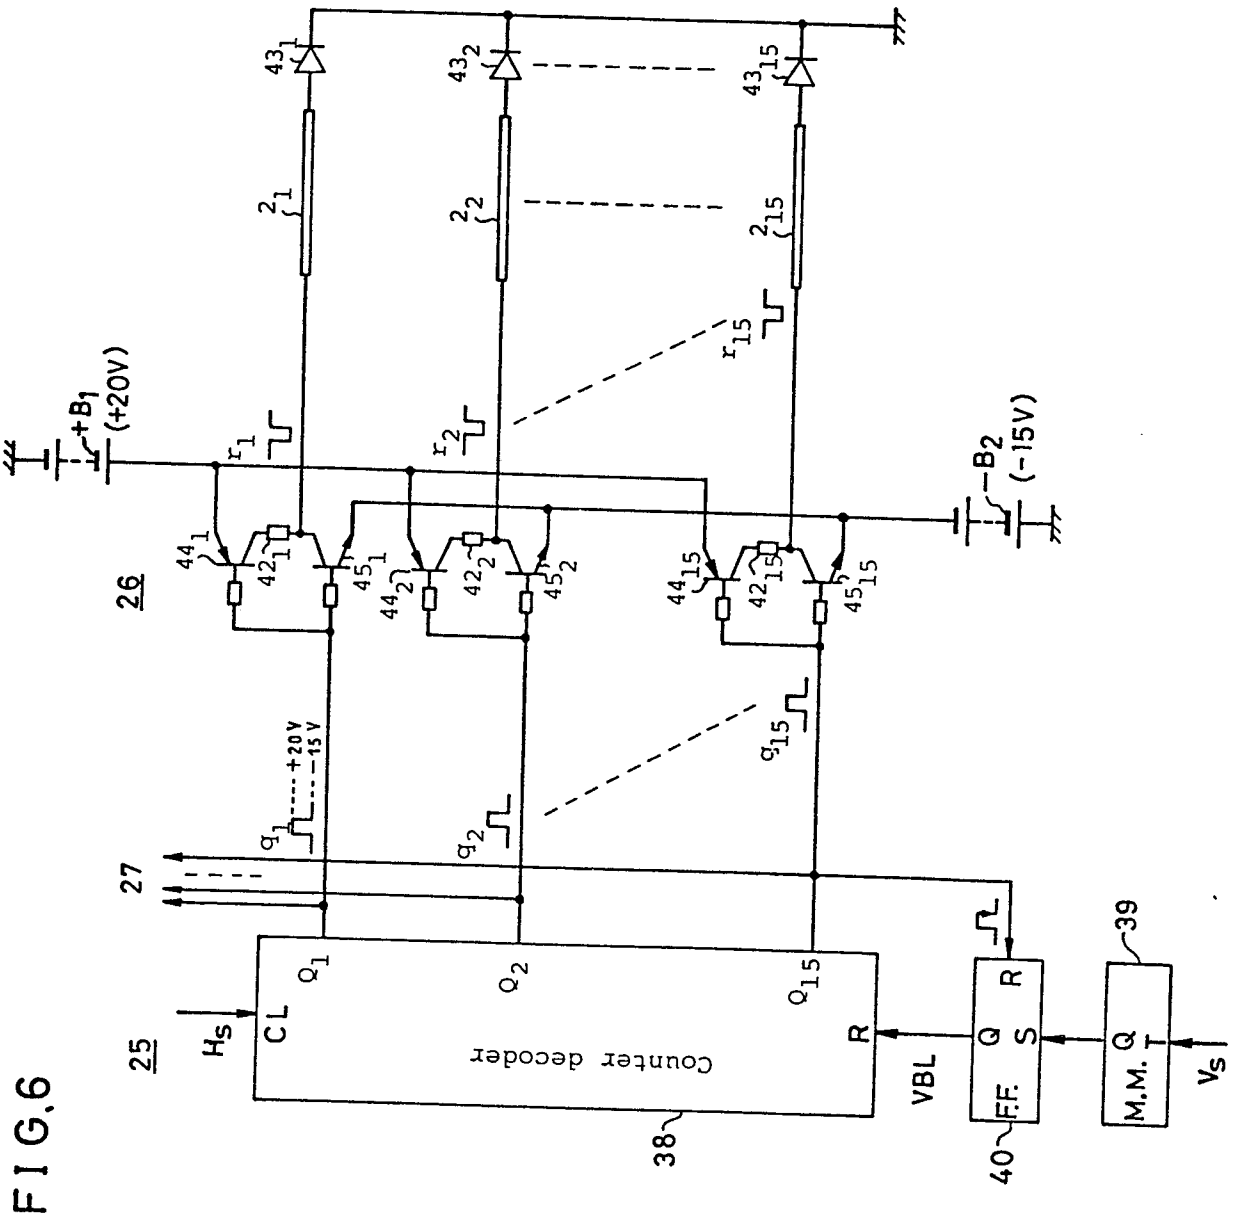 FIG.6
25
Hs
CL
Counter decoder
Q1
Q2
Q15
R
38
VBL
Q
R
S
F.F.
40
M.M.
Q
T
39
Vs
27
q1
+20V
-15V
q2
q15
26
441
421
451
442
422
452
4415
4215
4515
+B1
(+20V)
-B2
(-15V)
r1
r2
r15
21
22
215
431
432
4315